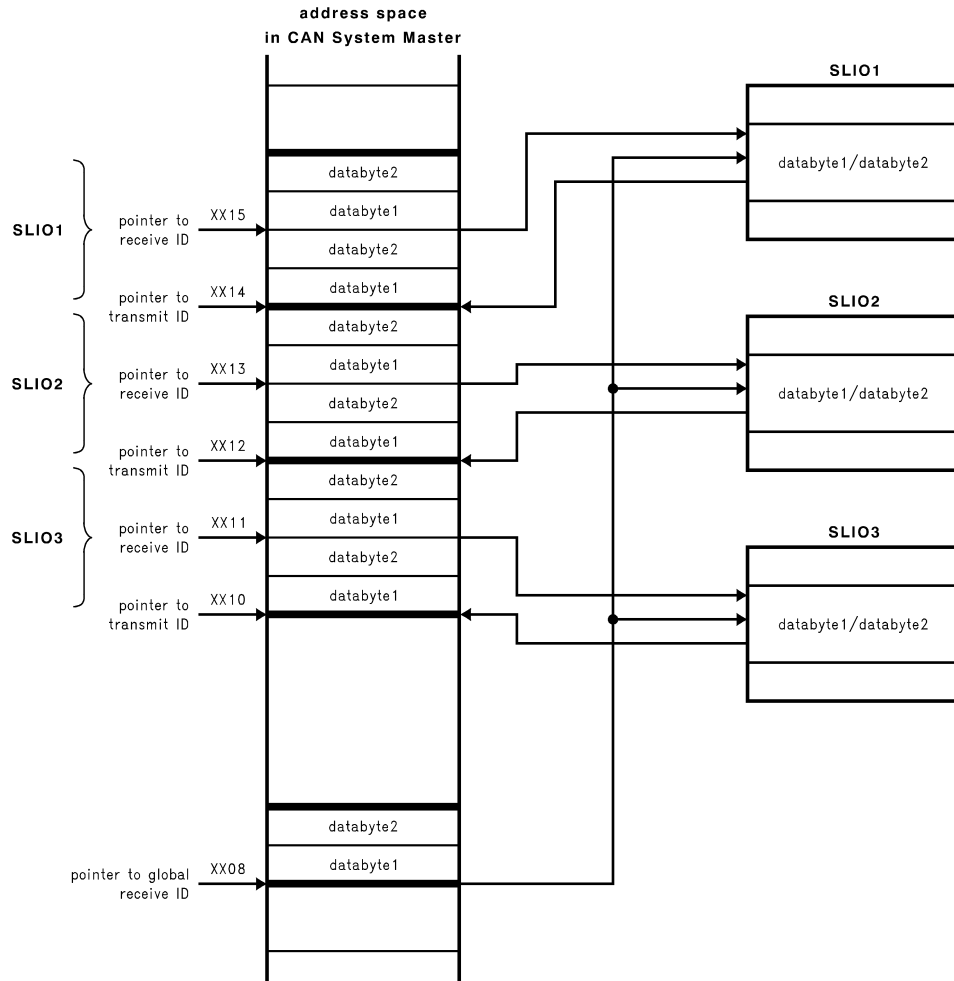 address space
in CAN System Master
SLIO1
databyte2
databyte1/databyte2
SLIO1
pointer to
receive ID
XX15
databyte1
databyte2
pointer to
transmit ID
XX14
databyte1
SLIO2
databyte2
SLIO2
pointer to
receive ID
XX13
databyte1
databyte1/databyte2
databyte2
pointer to
transmit ID
XX12
databyte1
databyte2
SLIO3
SLIO3
pointer to
receive ID
XX11
databyte1
databyte2
pointer to
transmit ID
XX10
databyte1
databyte1/databyte2
databyte2
pointer to global
receive ID
XX08
databyte1